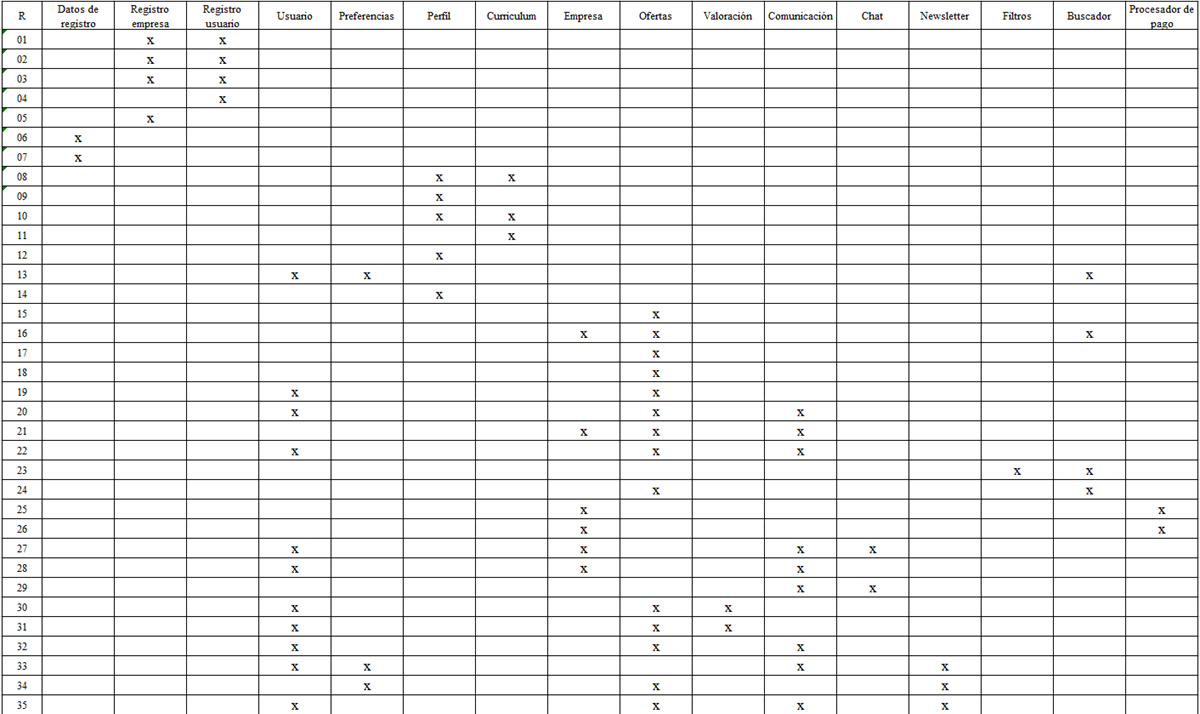 R Datos de registro Registro empresa Registro usuario Usuario Preferencias Perfil Curriculum Empresa Ofertas Valoración Comunicación Chat Newsletter Filtros Buscador Procesador de pago
01 x x
02 x x
03 x x
04 x
05 x
06 x
07 x
08 x x
09 x
10 x x
11 x
12 x
13 x x x
14 x
15 x
16 x x x
17 x
18 x
19 x x
20 x x x
21 x x x
22 x x x
23 x x
24 x x
25 x x
26 x x
27 x x x x
28 x x x
29 x x
30 x x x
31 x x x
32 x x x
33 x x x x
34 x x x
35 x x x x